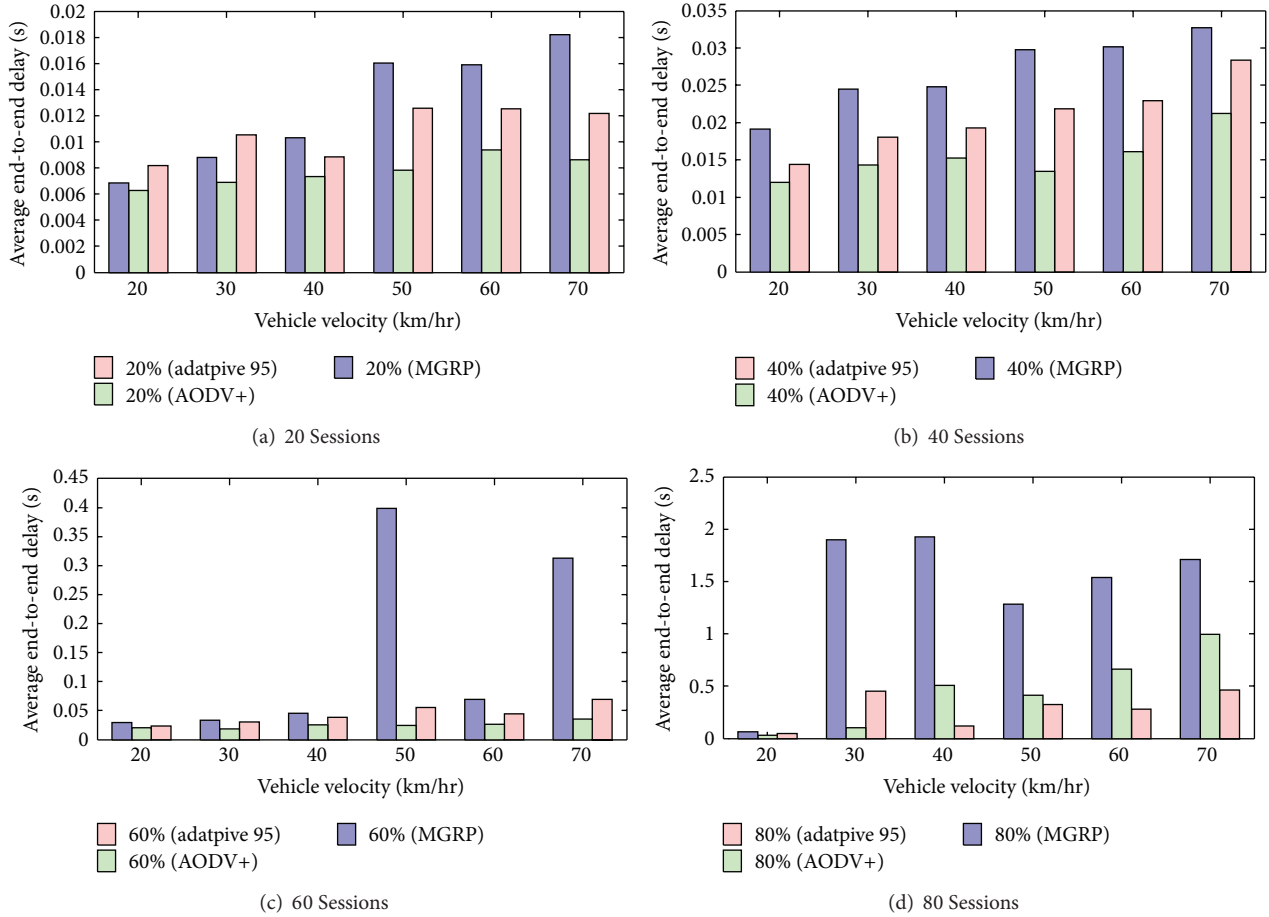 Average end-to-end delay (s)
0.02
0.018
0.016
0.014
0.012
0.01
0.008
0.006
0.004
0.002
0
20 30 40 50 60 70
Vehicle velocity (km/hr)
20% (adatpive 95) 20% (MGRP)
20% (AODV+)
(a) 20 Sessions
Average end-to-end delay (s)
0.035
0.03
0.025
0.02
0.015
0.01
0.005
0
20 30 40 50 60 70
Vehicle velocity (km/hr)
40% (adatpive 95) 40% (MGRP)
40% (AODV+)
(b) 40 Sessions
Average end-to-end delay (s)
0.45
0.4
0.35
0.3
0.25
0.2
0.15
0.1
0.05
0
20 30 40 50 60 70
Vehicle velocity (km/hr)
60% (adatpive 95) 60% (MGRP)
60% (AODV+)
(c) 60 Sessions
Average end-to-end delay (s)
2.5
2
1.5
1
0.5
0
20 30 40 50 60 70
Vehicle velocity (km/hr)
80% (adatpive 95) 80% (MGRP)
80% (AODV+)
(d) 80 Sessions